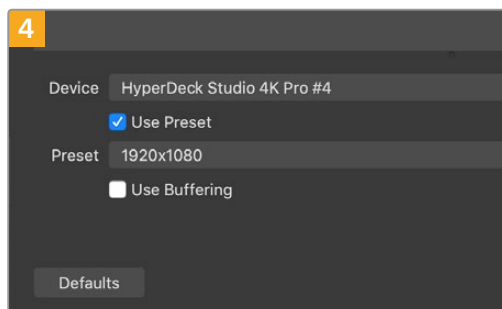 4
Device HyperDeck Studio 4K Pro #4
Use Preset
Preset 1920x1080
Use Buffering
Defaults